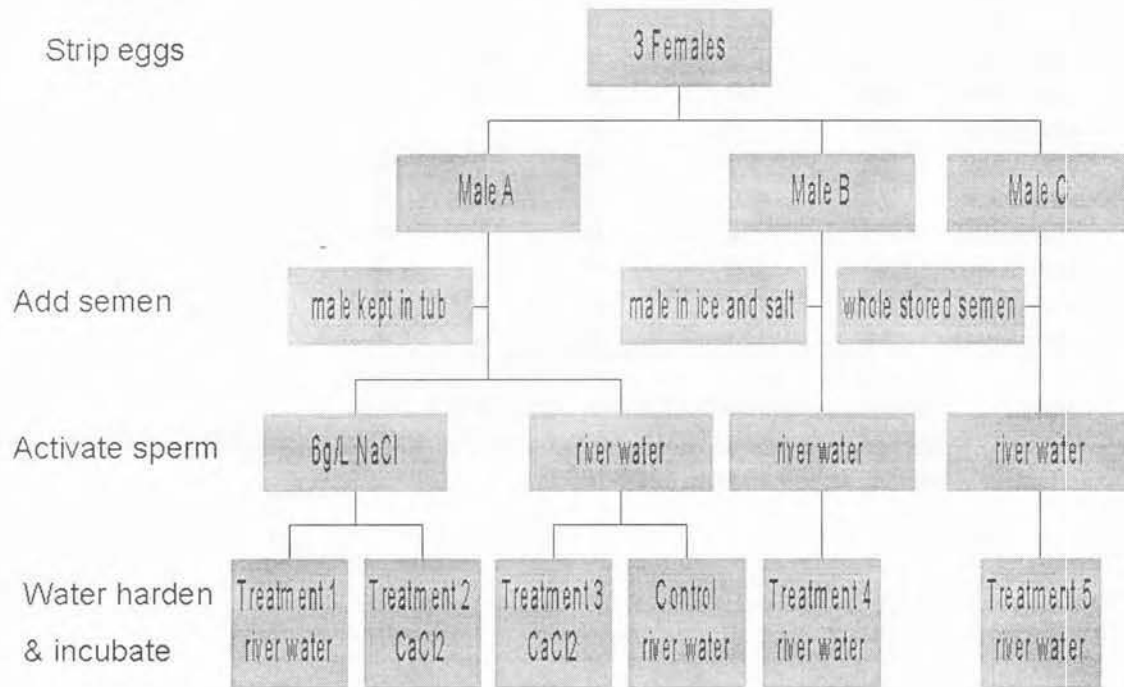 Strip eggs
3 Females
Male A
Male B
Male C
Add semen
male kept in tub
male in ice and salt
whole stored semen
Activate sperm
6g/L NaCl
river water
river water
river water
Water harden
& incubate
Treatment 1
river water
Treatment 2
CaCl2
Treatment 3
CaCl2
Control
river water
Treatment 4
river water
Treatment 5
river water